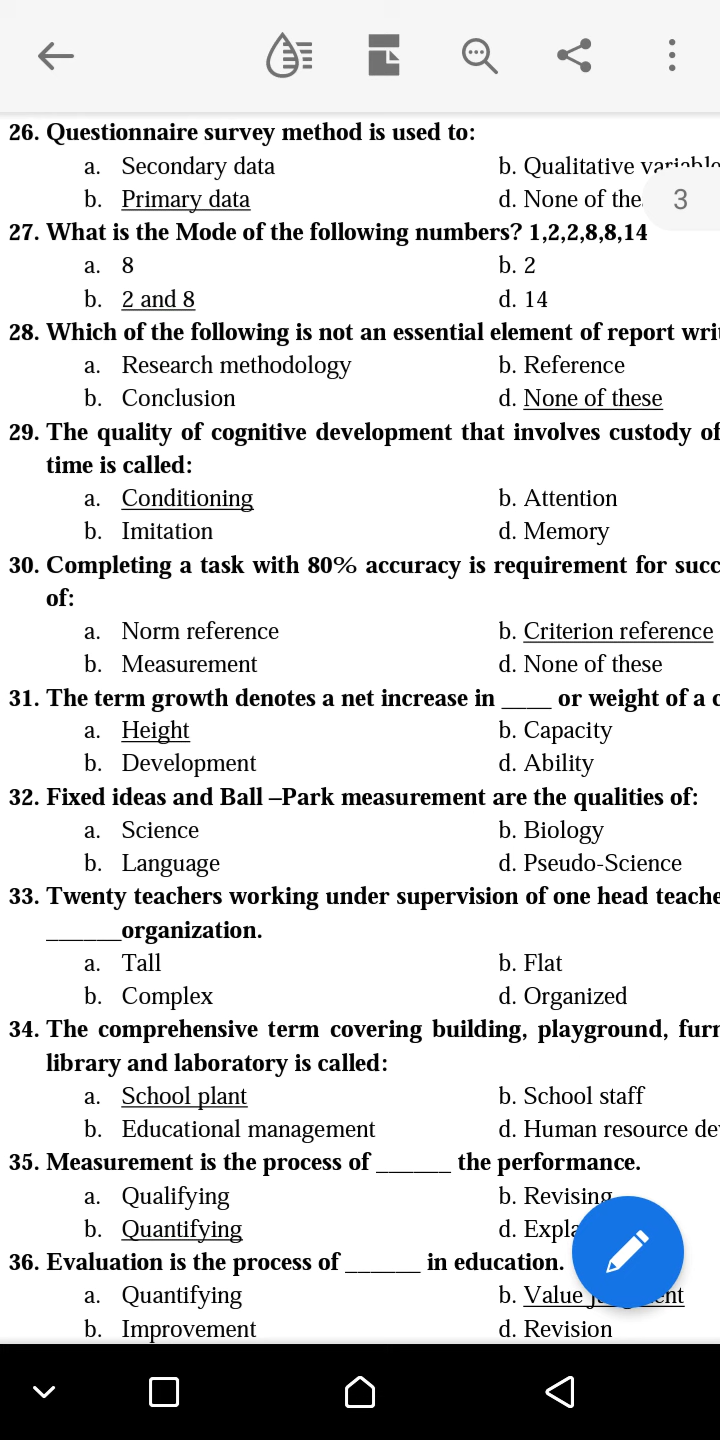 26. Questionnaire survey method is used to:
a. Secondary data b. Qualitative
b. Primary data d. None of
3
27. What is the Mode of the following numbers? 1,2,2,8,8,14
a. 8 b. 2
b. 2 and 8 d. 14
28. Which of the following is not an essential element of report
a. Research methodology b. Reference
b. Conclusion d. None of these
29. The quality of cognitive development that involves custody of
time is called:
a. Conditioning b. Attention
b. Imitation d. Memory
30. Completing a task with 80% accuracy is requirement for
of:
a. Norm reference b. Criterion reference
b. Measurement d. None of these
31. The term growth denotes a net increase in ____ or weight of a
a. Height b. Capacity
b. Development d. Ability
32. Fixed ideas and Ball –Park measurement are the qualities of:
a. Science b. Biology
b. Language d. Pseudo-Science
33. Twenty teachers working under supervision of one head
______organization.
a. Tall b. Flat
b. Complex d. Organized
34. The comprehensive term covering building, playground,
library and laboratory is called:
a. School plant b. School staff
b. Educational management d. Human resource
35. Measurement is the process of ______ the performance.
a. Qualifying b. Revising
b. Quantifying d.
36. Evaluation is the process of ______ in education.
a. Quantifying b. Value
b. Improvement d. Revision